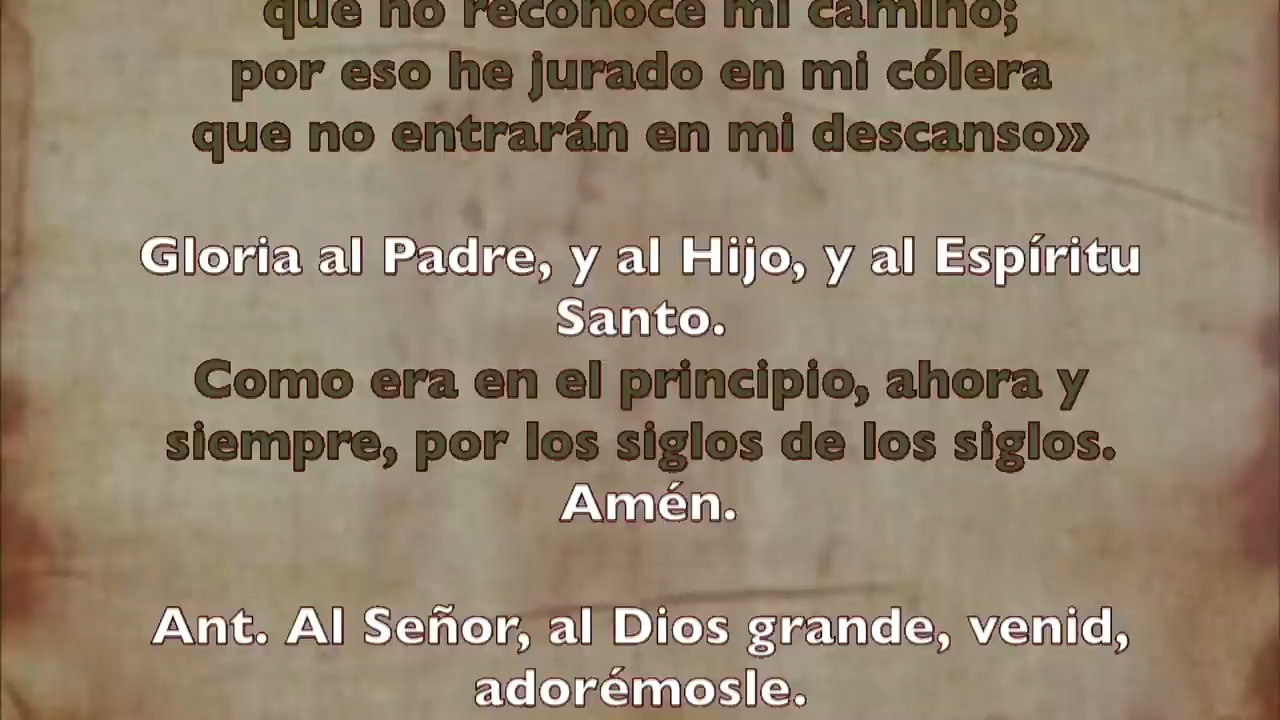 que no reconoce mi camino;
por eso he jurado en mi cólera
que no entrarán en mi descanso»
Gloria al Padre, y al Hijo, y al Espíritu
Santo.
Como era en el principio, ahora y
siempre, por los siglos de los siglos.
Amén.
Ant. Al Señor, al Dios grande, venid,
adorémosle.